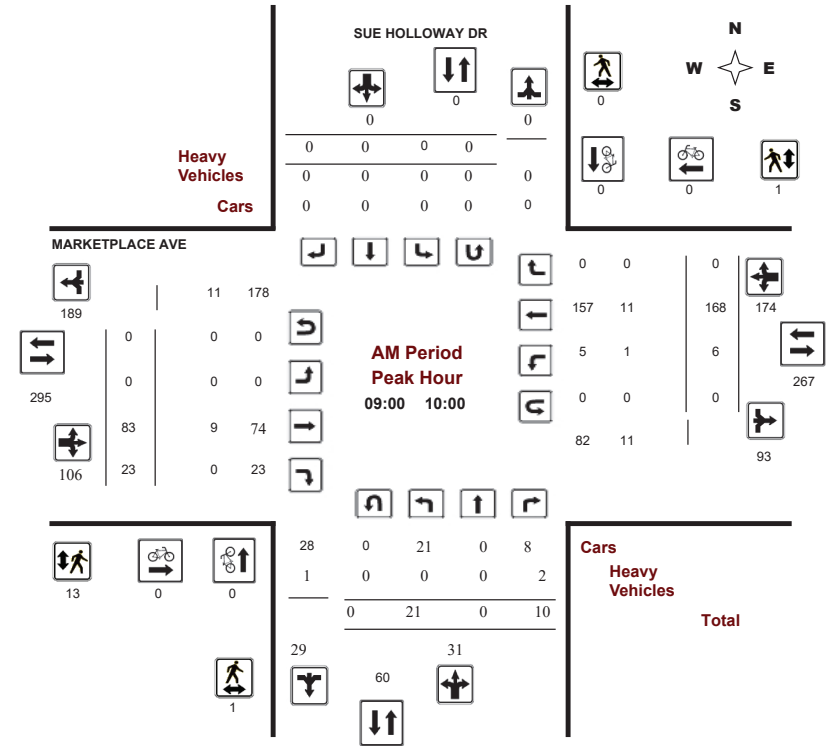 SUE HOLLOWAY DR
N
W E
S
0
0
0
0
0
0 0 0 0
Heavy
Vehicles
0 0 0 0 0
Cars
0 0 0 0 0
0 0 1
MARKETPLACE AVE
189
11 178
0 0 0
295
0 0 0
83 9 74
106
23 0 23
AM Period
Peak Hour
09:00 10:00
0 0 0
157 11 168 174
5 1 6
267
0 0 0
82 11
93
13 0 0
1
28 0 21 0 8
1 0 0 0 2
0 21 0 10
29 31
60
Cars
Heavy
Vehicles
Total